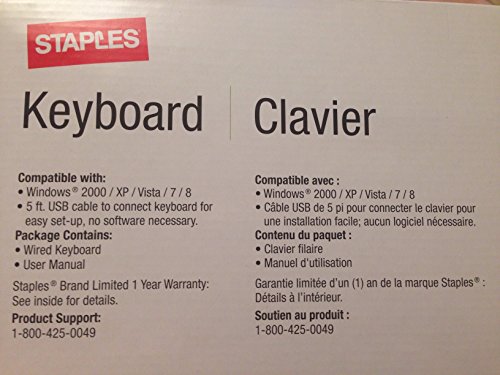 STAPLES
Keyboard
Compatible with:
• Windows® 2000 / XP / Vista / 7 / 8
• 5 ft. USB cable to connect keyboard for
easy set-up, no software necessary.
Package Contains:
• Wired Keyboard
• User Manual
Staples® Brand Limited 1 Year Warranty:
See inside for details.
Product Support:
1-800-425-0049
Clavier
Compatible avec :
• Windows® 2000 / XP / Vista / 7 / 8
• Câble USB de 5 pi pour connecter le clavier pour
une installation facile; aucun logiciel nécessaire.
Contenu du paquet :
• Clavier filaire
• Manuel d'utilisation
Garantie limitée d'un (1) an de la marque Staples® :
Détails à l'intérieur.
Soutien au produit :
1-800-425-0049